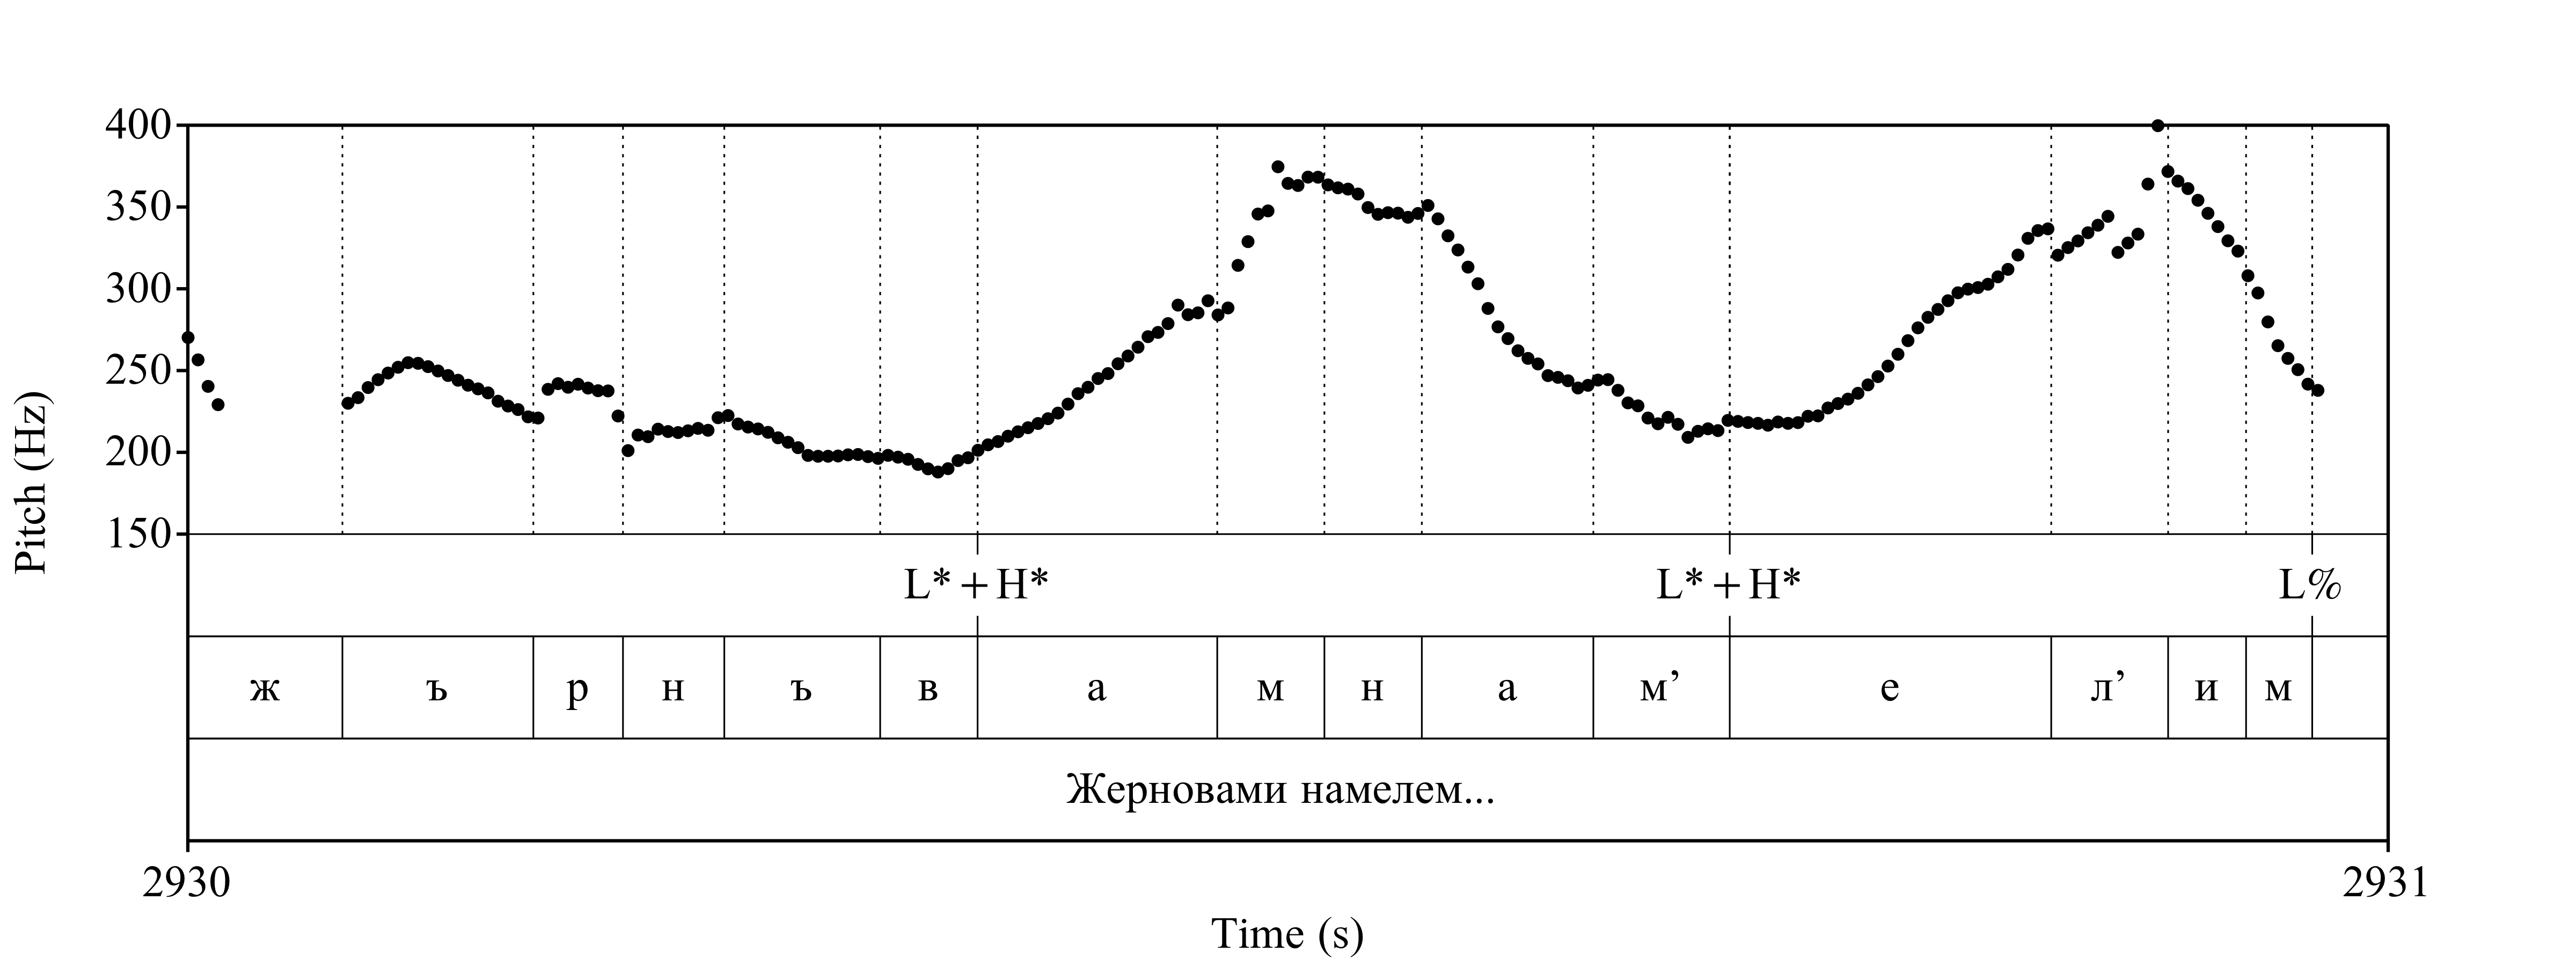 400
350
300
250
200
150
Pitch (Hz)
L* + H* L* + H* L%
ж ъ р н ъ в а м н а м’ е л’ и м
Жерновами намелем...
2930 2931
Time (s)